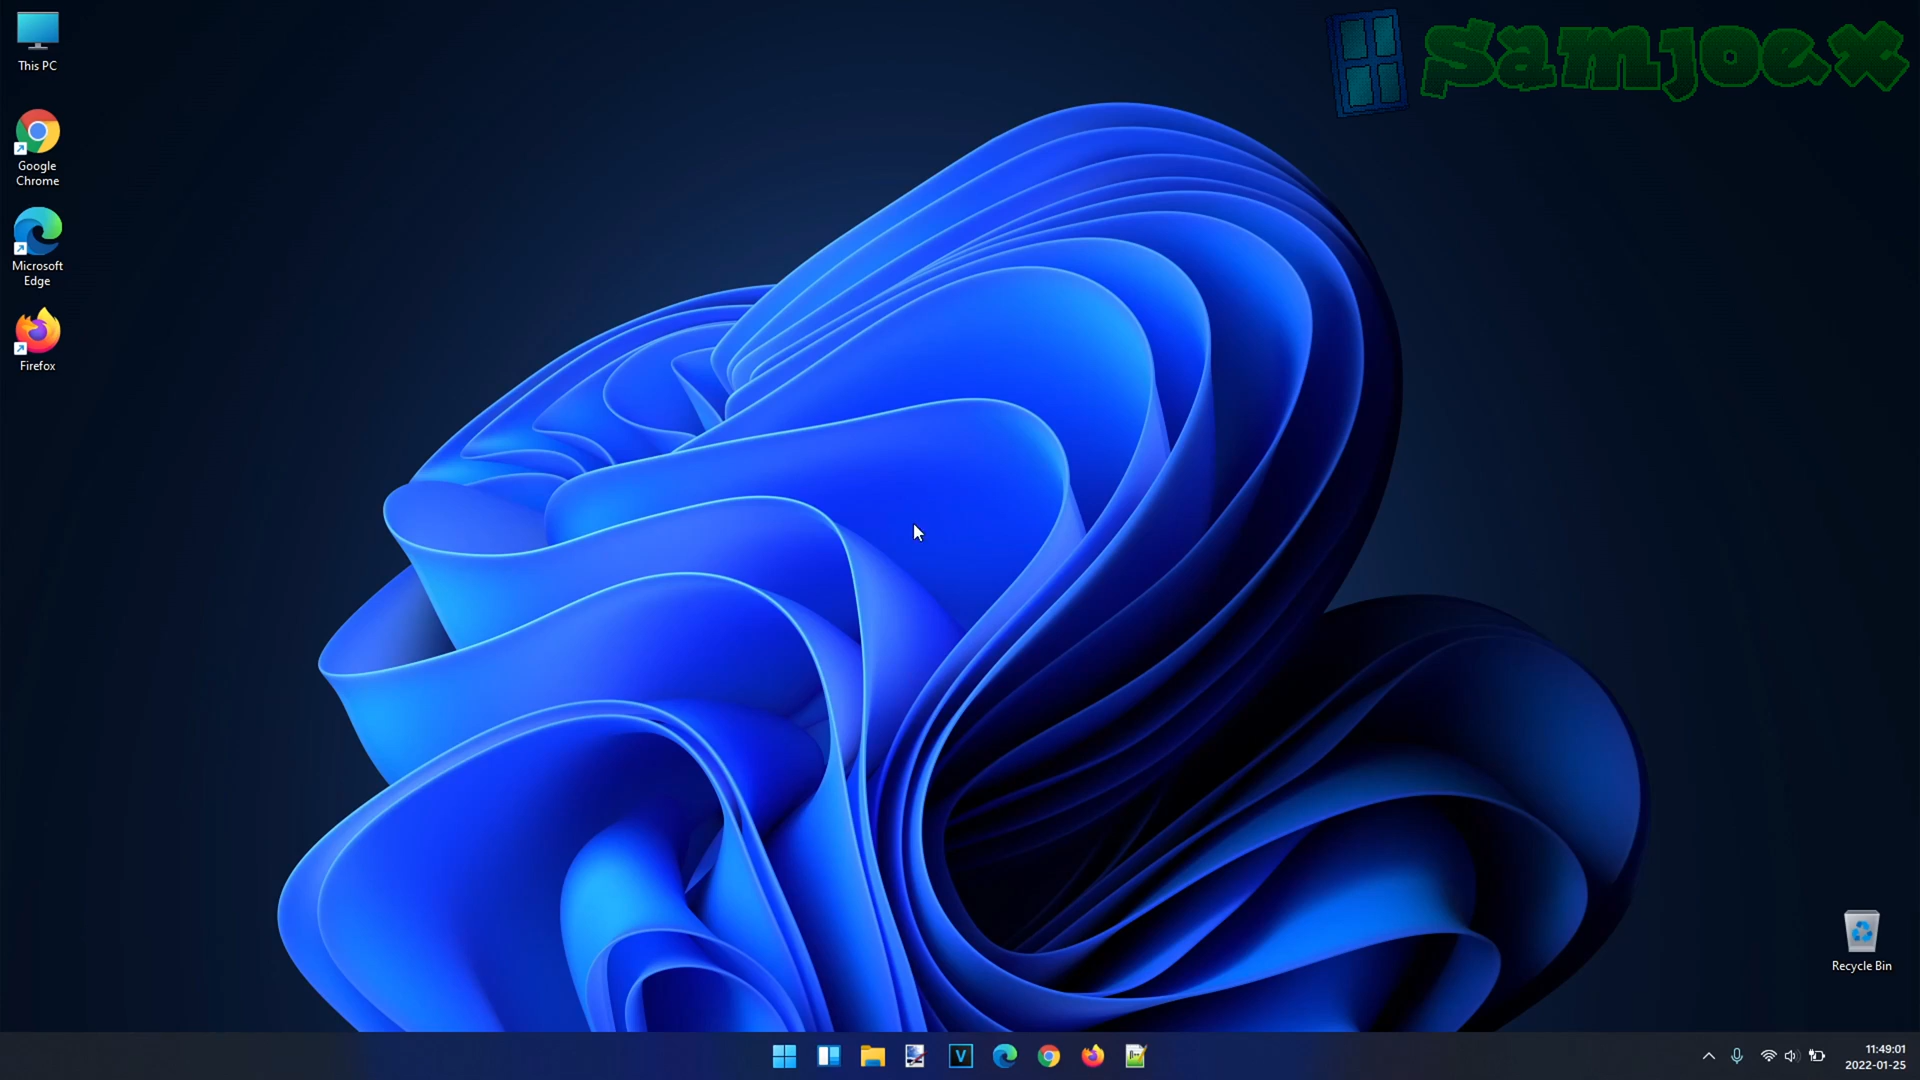 This PC
Samjoex
Google
Chrome
Microsoft
Edge
Firefox
Recycle Bin
V
11:49:01
2022-01-25